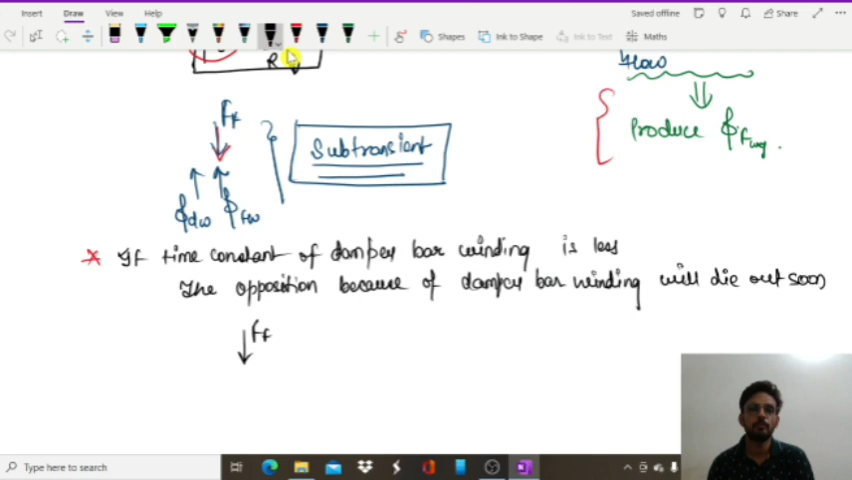 Insert Draw View Help
Saved offline Share
Shapes Ink to Shape Ink to Text Maths
R
Flow
Ff
Subtransient
Produce ϕfwg.
ϕdw ϕfw
* If time constant of damper bar winding is less
The opposition because of damper bar winding will die out soon
Ff
Type here to search